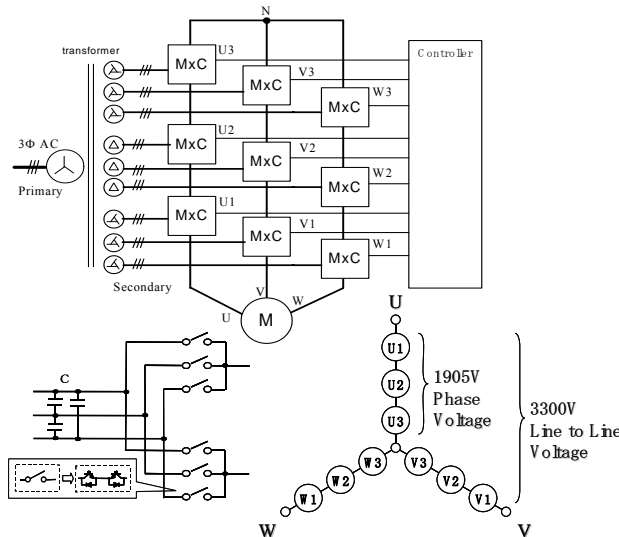 N
transformer
Controller
MxC U3
MxC V3
MxC W3
3Φ AC
Primary
MxC U2
MxC V2
MxC W2
MxC U1
MxC V1
MxC W1
Secondary
U
V
W
M
C
U
U1
U2
U3
1905V
Phase
Voltage
3300V
Line to Line
Voltage
W3
W2
W1
V3
V2
V1
W
V